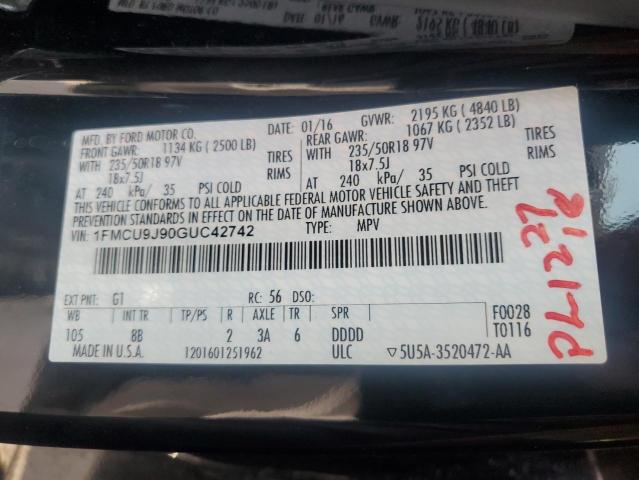 MFD. BY FORD MOTOR CO.
DATE: 01/16 GVWR: 2195 KG ( 4840 LB)
FRONT GAWR: 1134 KG ( 2500 LB) REAR GAWR: 1067 KG ( 2352 LB)
WITH 235/50R18 97V TIRES WITH 235/50R18 97V TIRES
18x7.5J RIMS 18x7.5J RIMS
AT 240 kPa/ 35 PSI COLD AT 240 kPa/ 35 PSI COLD
THIS VEHICLE CONFORMS TO ALL APPLICABLE FEDERAL MOTOR VEHICLE SAFETY AND THEFT
PREVENTION STANDARDS IN EFFECT ON THE DATE OF MANUFACTURE SHOWN ABOVE.
VIN: 1FMCU9J90GUC42742 TYPE: MPV
EXT PNT: G1 RC: 56 DSO:
WB INT TR TP/PS R AXLE TR SPR F0028
105 8B 2 3A 6 DDDD T0116
MADE IN U.S.A. 1201601251962 ULC ▽5U5A-3520472-AA